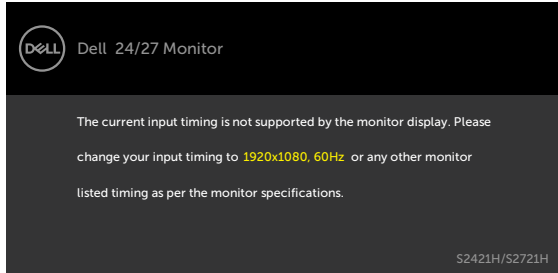 DELL
Dell 24/27 Monitor
The current input timing is not supported by the monitor display. Please
change your input timing to 1920x1080, 60Hz or any other monitor
listed timing as per the monitor specifications.
S2421H/S2721H